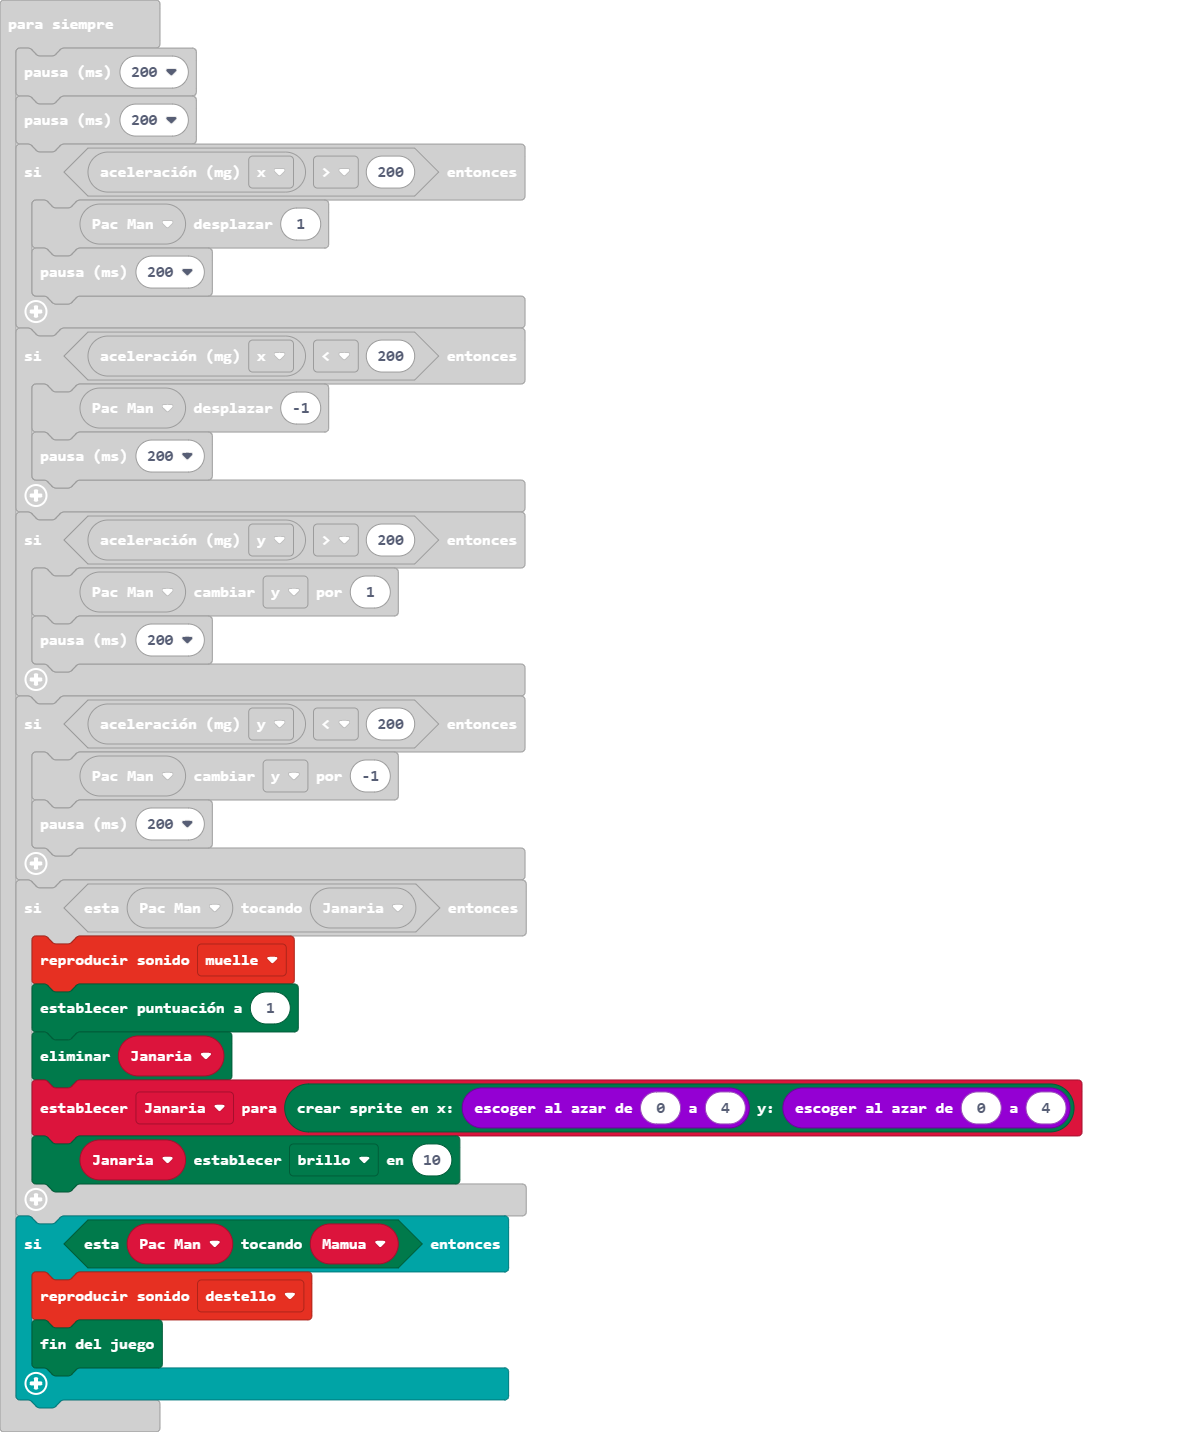 para siempre
pausa (ms) 200
pausa (ms) 200
si aceleración (mg) x > 200 entonces
Pac Man desplazar 1
pausa (ms) 200
si aceleración (mg) x < 200 entonces
Pac Man desplazar -1
pausa (ms) 200
si aceleración (mg) y > 200 entonces
Pac Man cambiar y por 1
pausa (ms) 200
si aceleración (mg) y < 200 entonces
Pac Man cambiar y por -1
pausa (ms) 200
si esta Pac Man tocando Janaria entonces
reproducir sonido muelle
establecer puntuación a 1
eliminar Janaria
establecer Janaria para crear sprite en x: escoger al azar de 0 a 4 y: escoger al azar de 0 a 4
Janaria establecer brillo en 10
si esta Pac Man tocando Mamua entonces
reproducir sonido destello
fin del juego